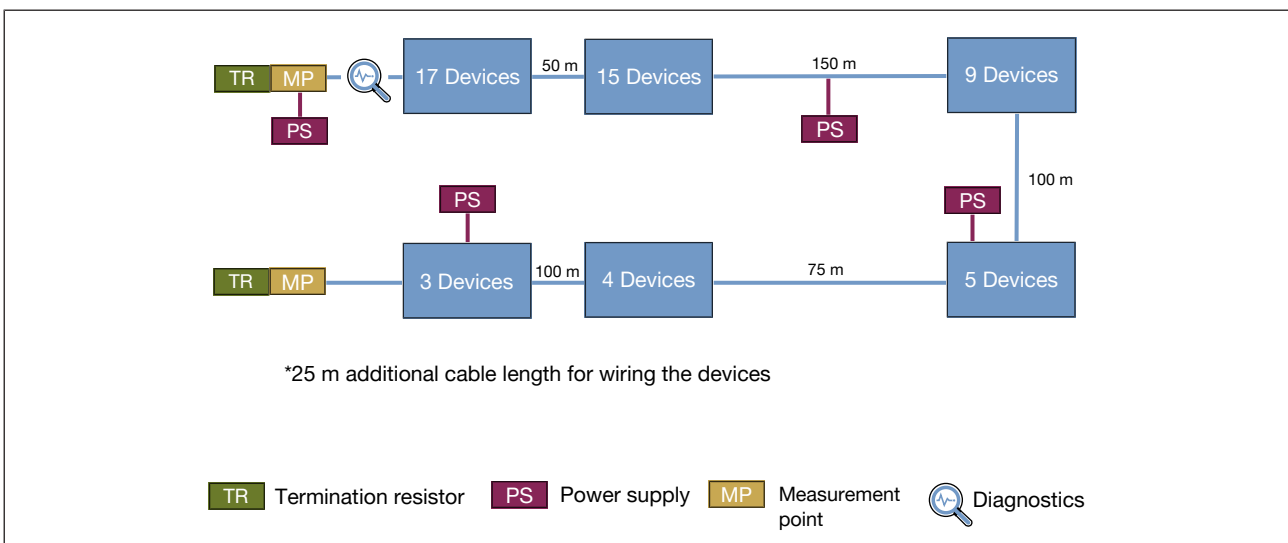 TR MP 17 Devices 50 m 15 Devices 150 m 9 Devices
PS PS
100 m
PS PS
TR MP 3 Devices 100 m 4 Devices 75 m 5 Devices
*25 m additional cable length for wiring the devices
TR Termination resistor PS Power supply MP Measurement Diagnostics
point